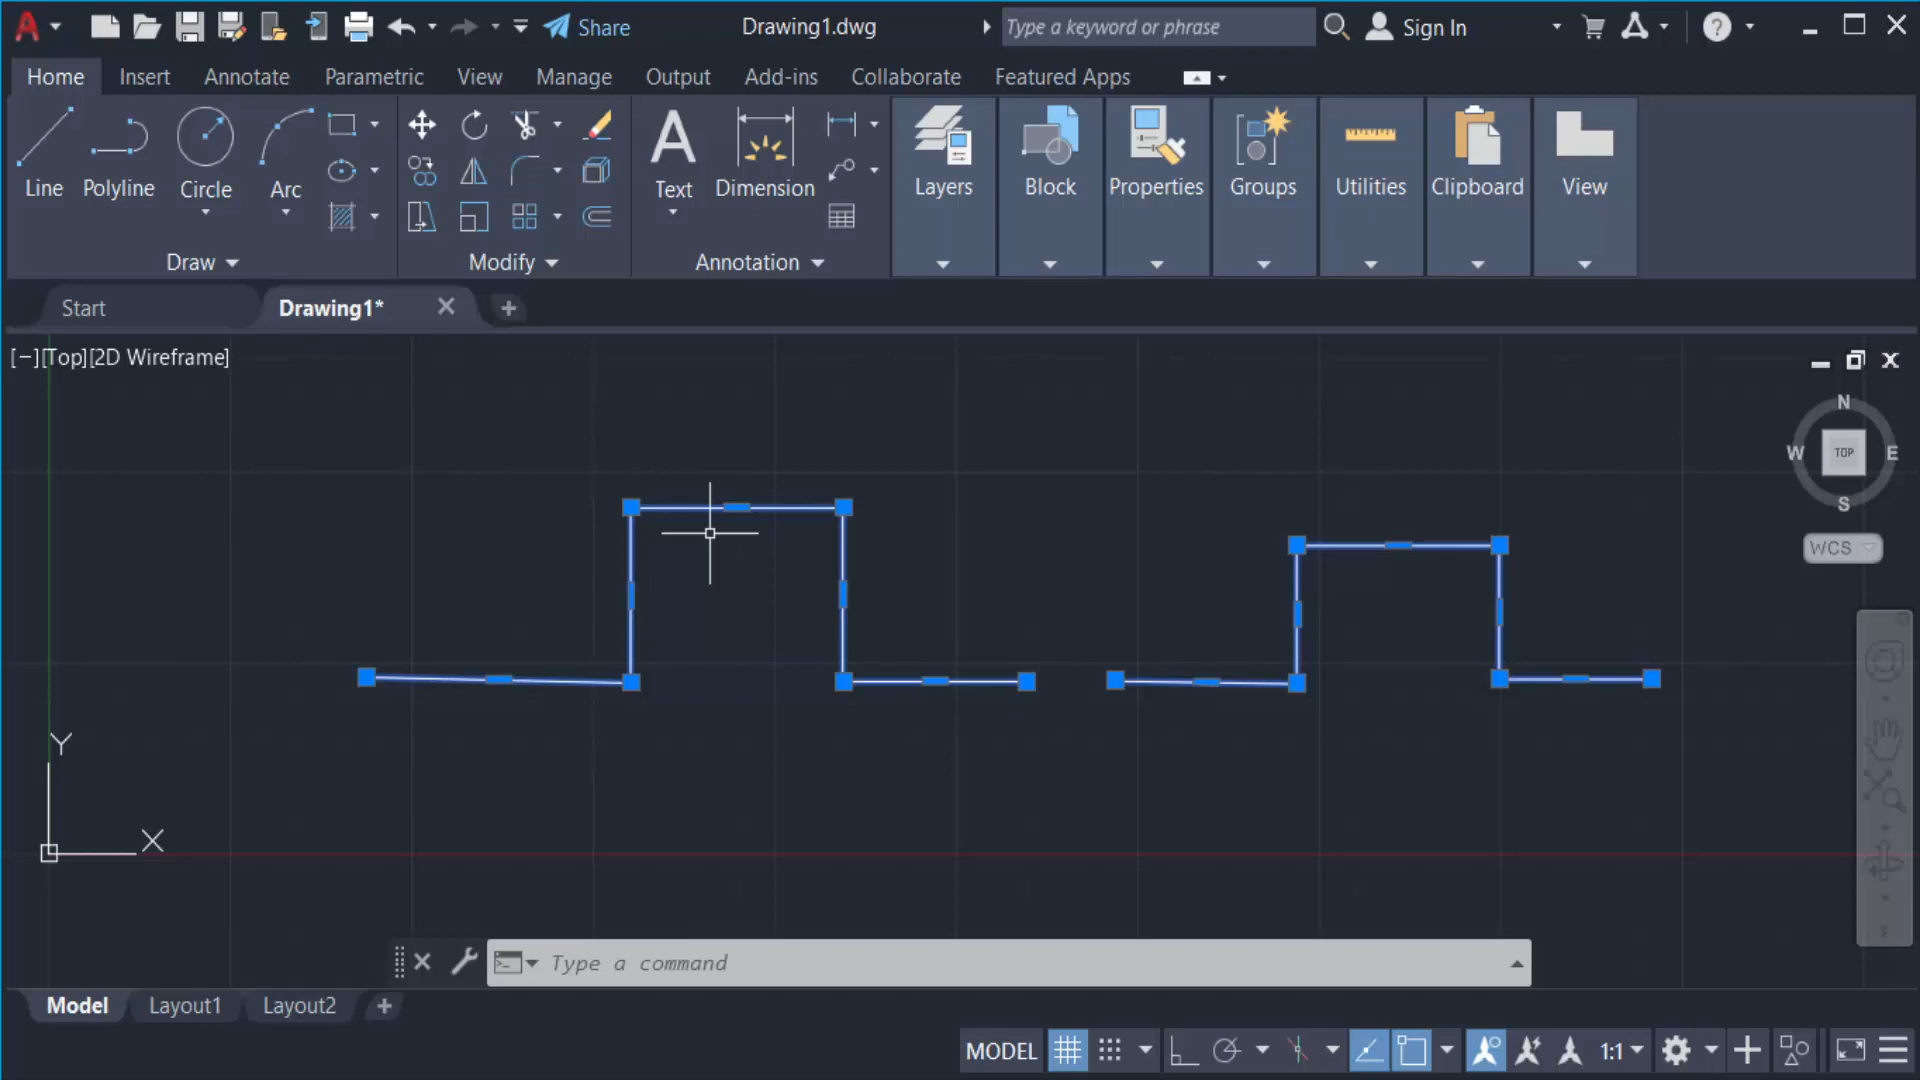 Share
Drawing1.dwg
Type a keyword or phrase
Sign In
Home Insert Annotate Parametric View Manage Output Add-ins Collaborate Featured Apps
Line Polyline Circle Arc
Text Dimension
Layers Block Properties Groups Utilities Clipboard View
Draw Modify Annotation
Start Drawing1*
[−][Top][2D Wireframe]
N
W TOP E
S
WCS
Y
X
Type a command
Model Layout1 Layout2
MODEL 1:1